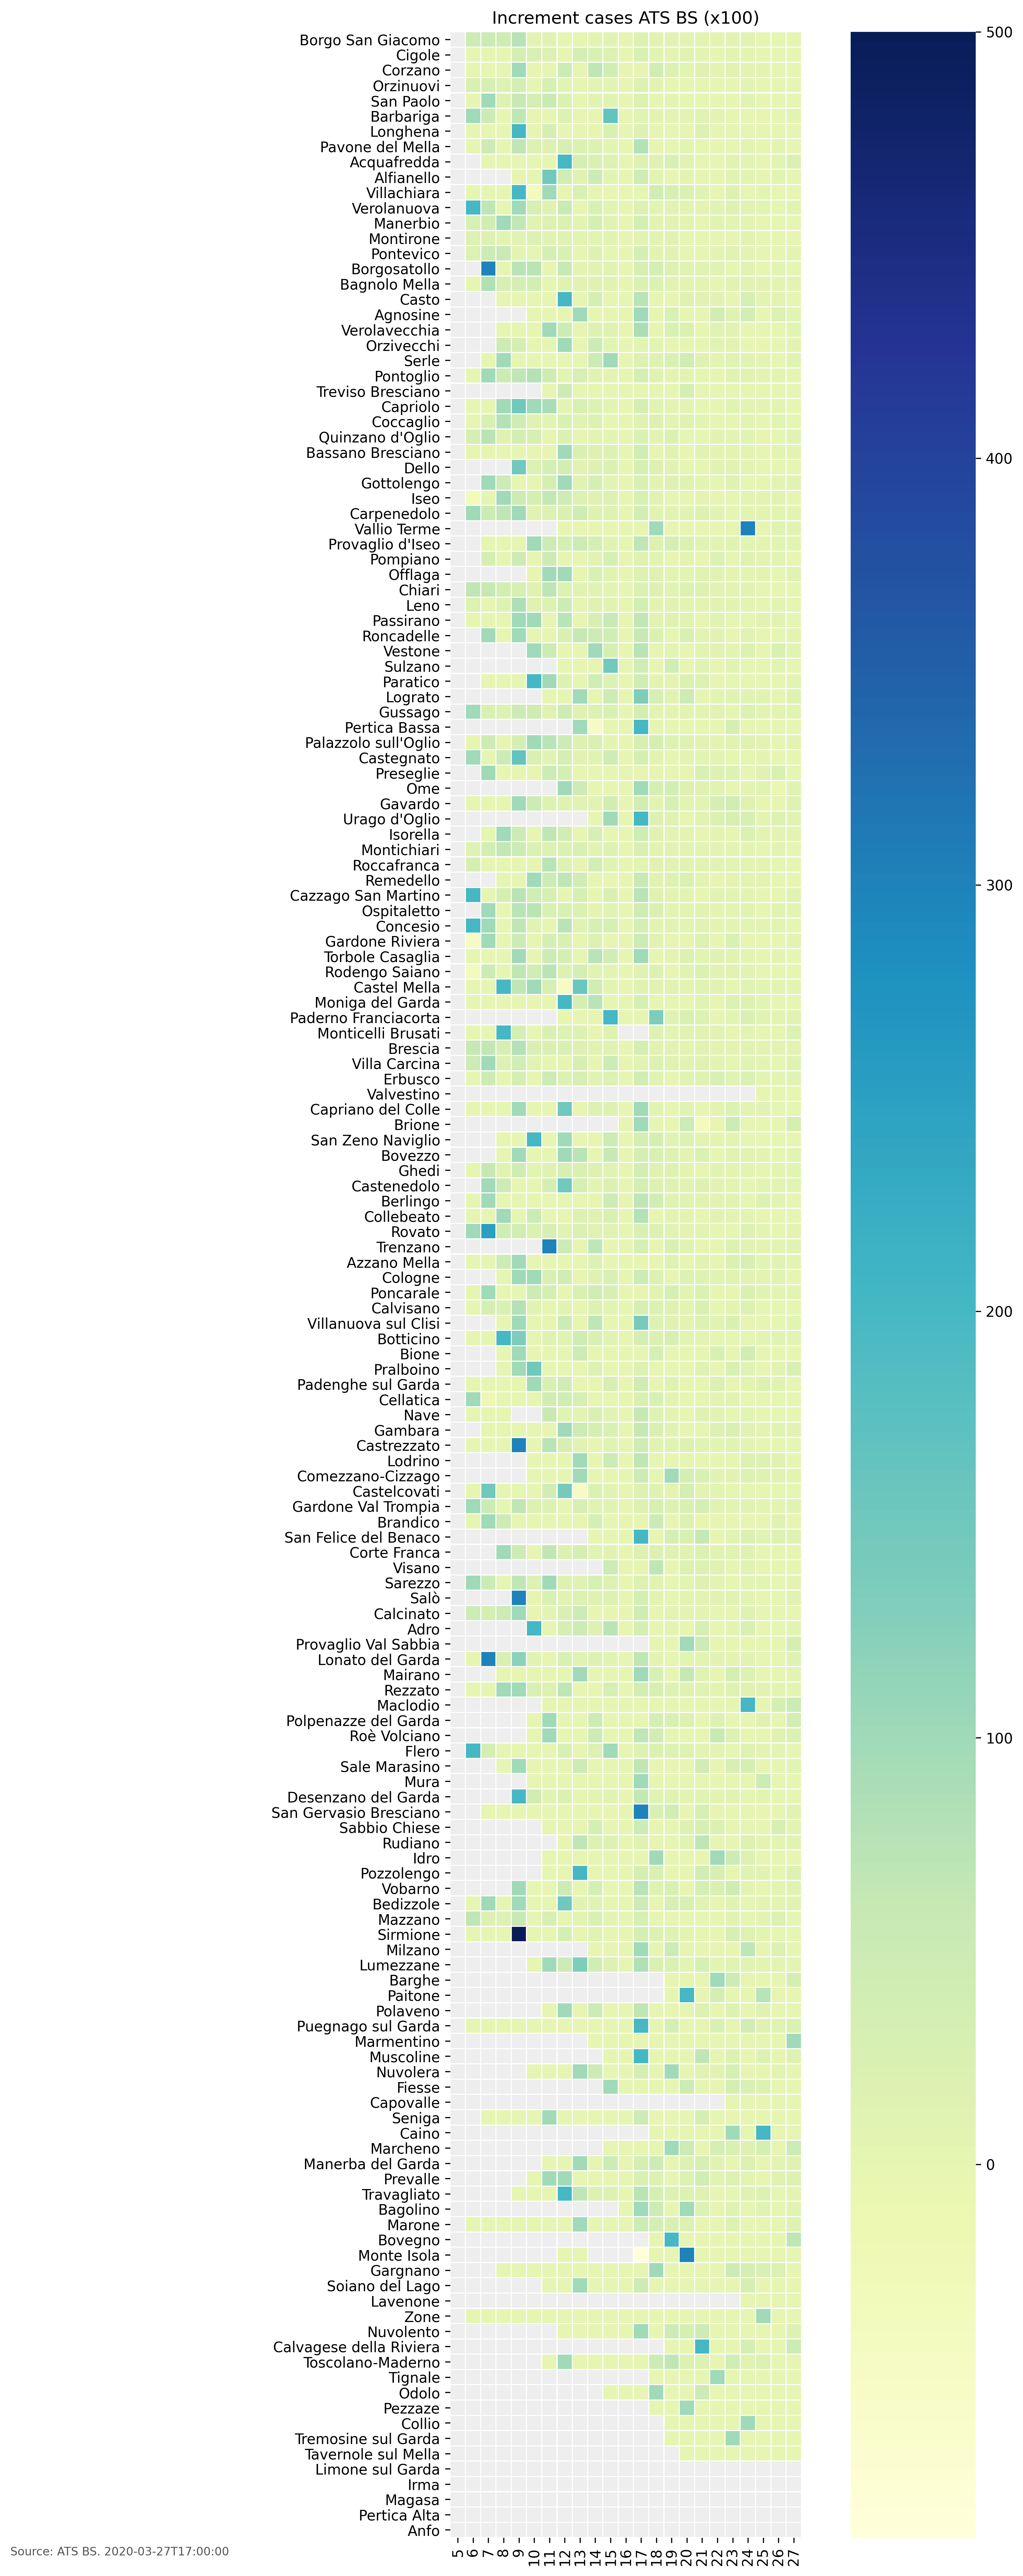 Increment cases ATS BS (x100)
Borgo San Giacomo
Cigole
Corzano
Orzinuovi
San Paolo
Barbariga
Longhena
Pavone del Mella
Acquafredda
Alfianello
Villachiara
Verolanuova
Manerbio
Montirone
Pontevico
Borgosatollo
Bagnolo Mella
Casto
Agnosine
Verolavecchia
Orzivecchi
Serle
Pontoglio
Treviso Bresciano
Capriolo
Coccaglio
Quinzano d'Oglio
Bassano Bresciano
Dello
Gottolengo
Iseo
Carpenedolo
Vallio Terme
Provaglio d'Iseo
Pompiano
Offlaga
Chiari
Leno
Passirano
Roncadelle
Vestone
Sulzano
Paratico
Lograto
Gussago
Pertica Bassa
Palazzolo sull'Oglio
Castegnato
Preseglie
Ome
Gavardo
Urago d'Oglio
Isorella
Montichiari
Roccafranca
Remedello
Cazzago San Martino
Ospitaletto
Concesio
Gardone Riviera
Torbole Casaglia
Rodengo Saiano
Castel Mella
Moniga del Garda
Paderno Franciacorta
Monticelli Brusati
Brescia
Villa Carcina
Erbusco
Valvestino
Capriano del Colle
Brione
San Zeno Naviglio
Bovezzo
Ghedi
Castenedolo
Berlingo
Collebeato
Rovato
Trenzano
Azzano Mella
Cologne
Poncarale
Calvisano
Villanuova sul Clisi
Botticino
Bione
Pralboino
Padenghe sul Garda
Cellatica
Nave
Gambara
Castrezzato
Lodrino
Comezzano-Cizzago
Castelcovati
Gardone Val Trompia
Brandico
San Felice del Benaco
Corte Franca
Visano
Sarezzo
Salò
Calcinato
Adro
Provaglio Val Sabbia
Lonato del Garda
Mairano
Rezzato
Maclodio
Polpenazze del Garda
Roè Volciano
Flero
Sale Marasino
Mura
Desenzano del Garda
San Gervasio Bresciano
Sabbio Chiese
Rudiano
Idro
Pozzolengo
Vobarno
Bedizzole
Mazzano
Sirmione
Milzano
Lumezzane
Barghe
Paitone
Polaveno
Puegnago sul Garda
Marmentino
Muscoline
Nuvolera
Fiesse
Capovalle
Seniga
Caino
Marcheno
Manerba del Garda
Prevalle
Travagliato
Bagolino
Marone
Bovegno
Monte Isola
Gargnano
Soiano del Lago
Lavenone
Zone
Nuvolento
Calvagese della Riviera
Toscolano-Maderno
Tignale
Odolo
Pezzaze
Collio
Tremosine sul Garda
Tavernole sul Mella
Limone sul Garda
Irma
Magasa
Pertica Alta
Anfo
5 6 7 8 9 10 11 12 13 14 15 16 17 18 19 20 21 22 23 24 25 26 27
500
400
300
200
100
0
Source: ATS BS. 2020-03-27T17:00:00